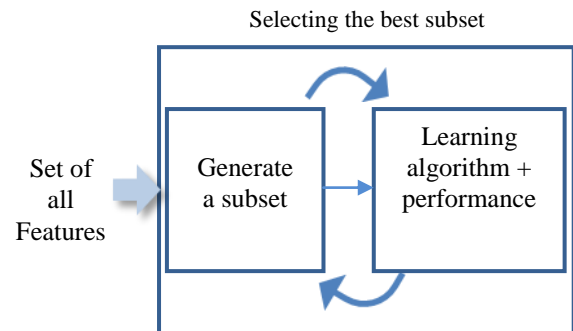 Selecting the best subset
Set of
all
Features
Generate
a subset
Learning
algorithm +
performance